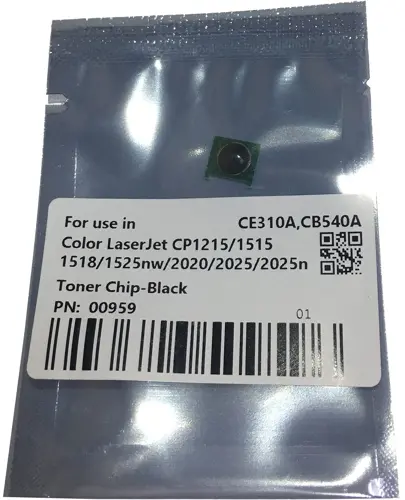 For use in CE310A,CB540A
Color LaserJet CP1215/1515
1518/1525nw/2020/2025/2025n
Toner Chip-Black
PN: 00959
01